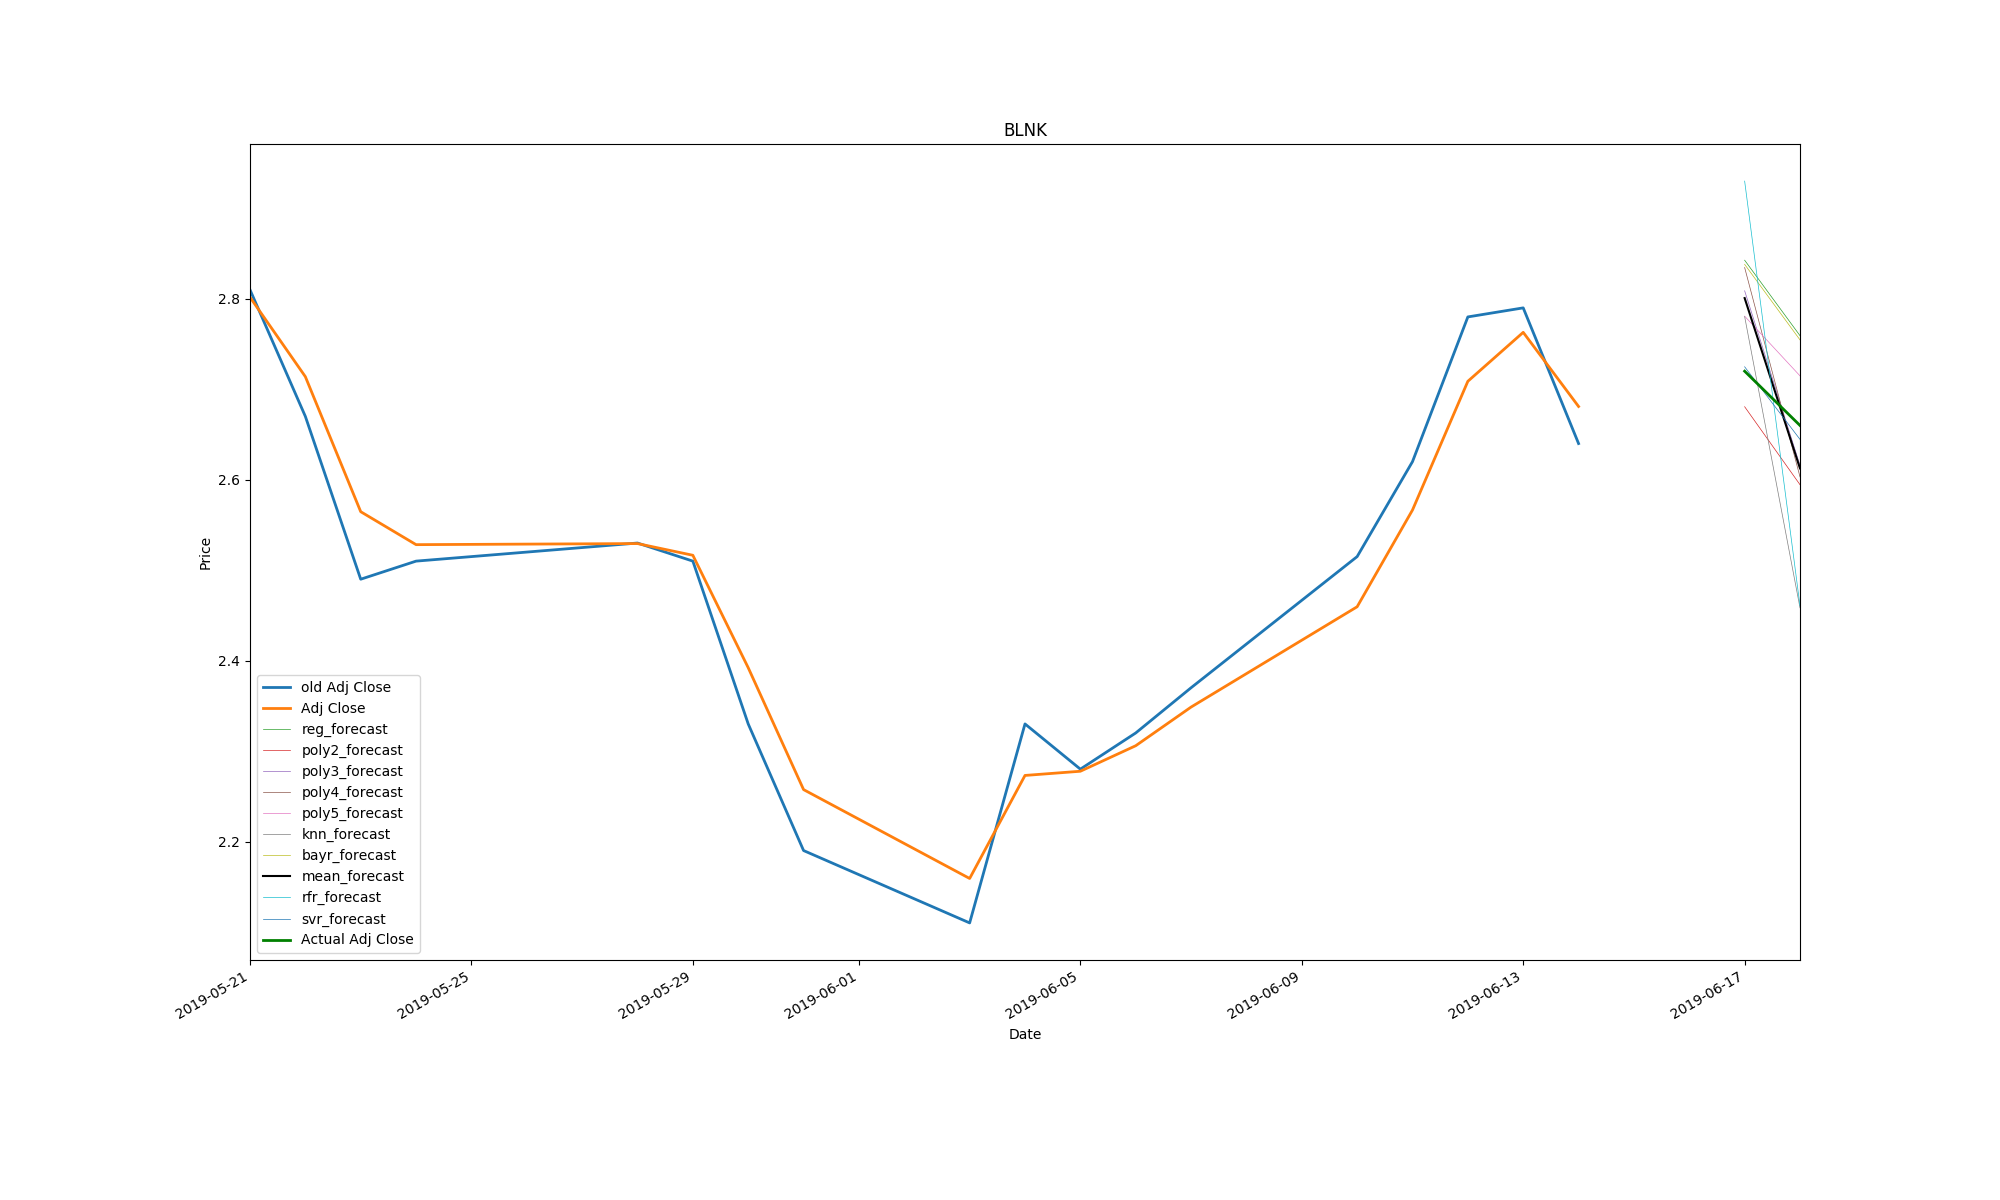 BLNK
2.8
2.6
2.4
2.2
Price
old Adj Close
Adj Close
reg_forecast
poly2_forecast
poly3_forecast
poly4_forecast
poly5_forecast
knn_forecast
bayr_forecast
mean_forecast
rfr_forecast
svr_forecast
Actual Adj Close
2019-05-21
2019-05-25
2019-05-29
2019-06-01
2019-06-05
2019-06-09
2019-06-13
2019-06-17
Date